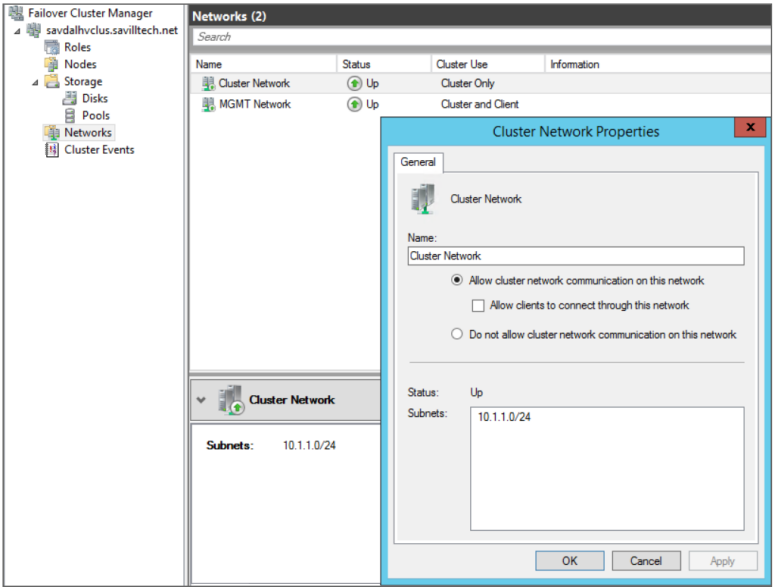 Failover Cluster Manager
savdalhvclus.savilltech.net
Roles
Nodes
Storage
Disks
Pools
Networks
Cluster Events
Networks (2)
Search
Name Status Cluster Use Information
Cluster Network Up Cluster Only
MGMT Network Up Cluster and Client
Cluster Network
Subnets: 10.1.1.0/24
Cluster Network Properties
x
General
Cluster Network
Name:
Cluster Network
Allow cluster network communication on this network
Allow clients to connect through this network
Do not allow cluster network communication on this network
Status: Up
Subnets: 10.1.1.0/24
OK Cancel Apply